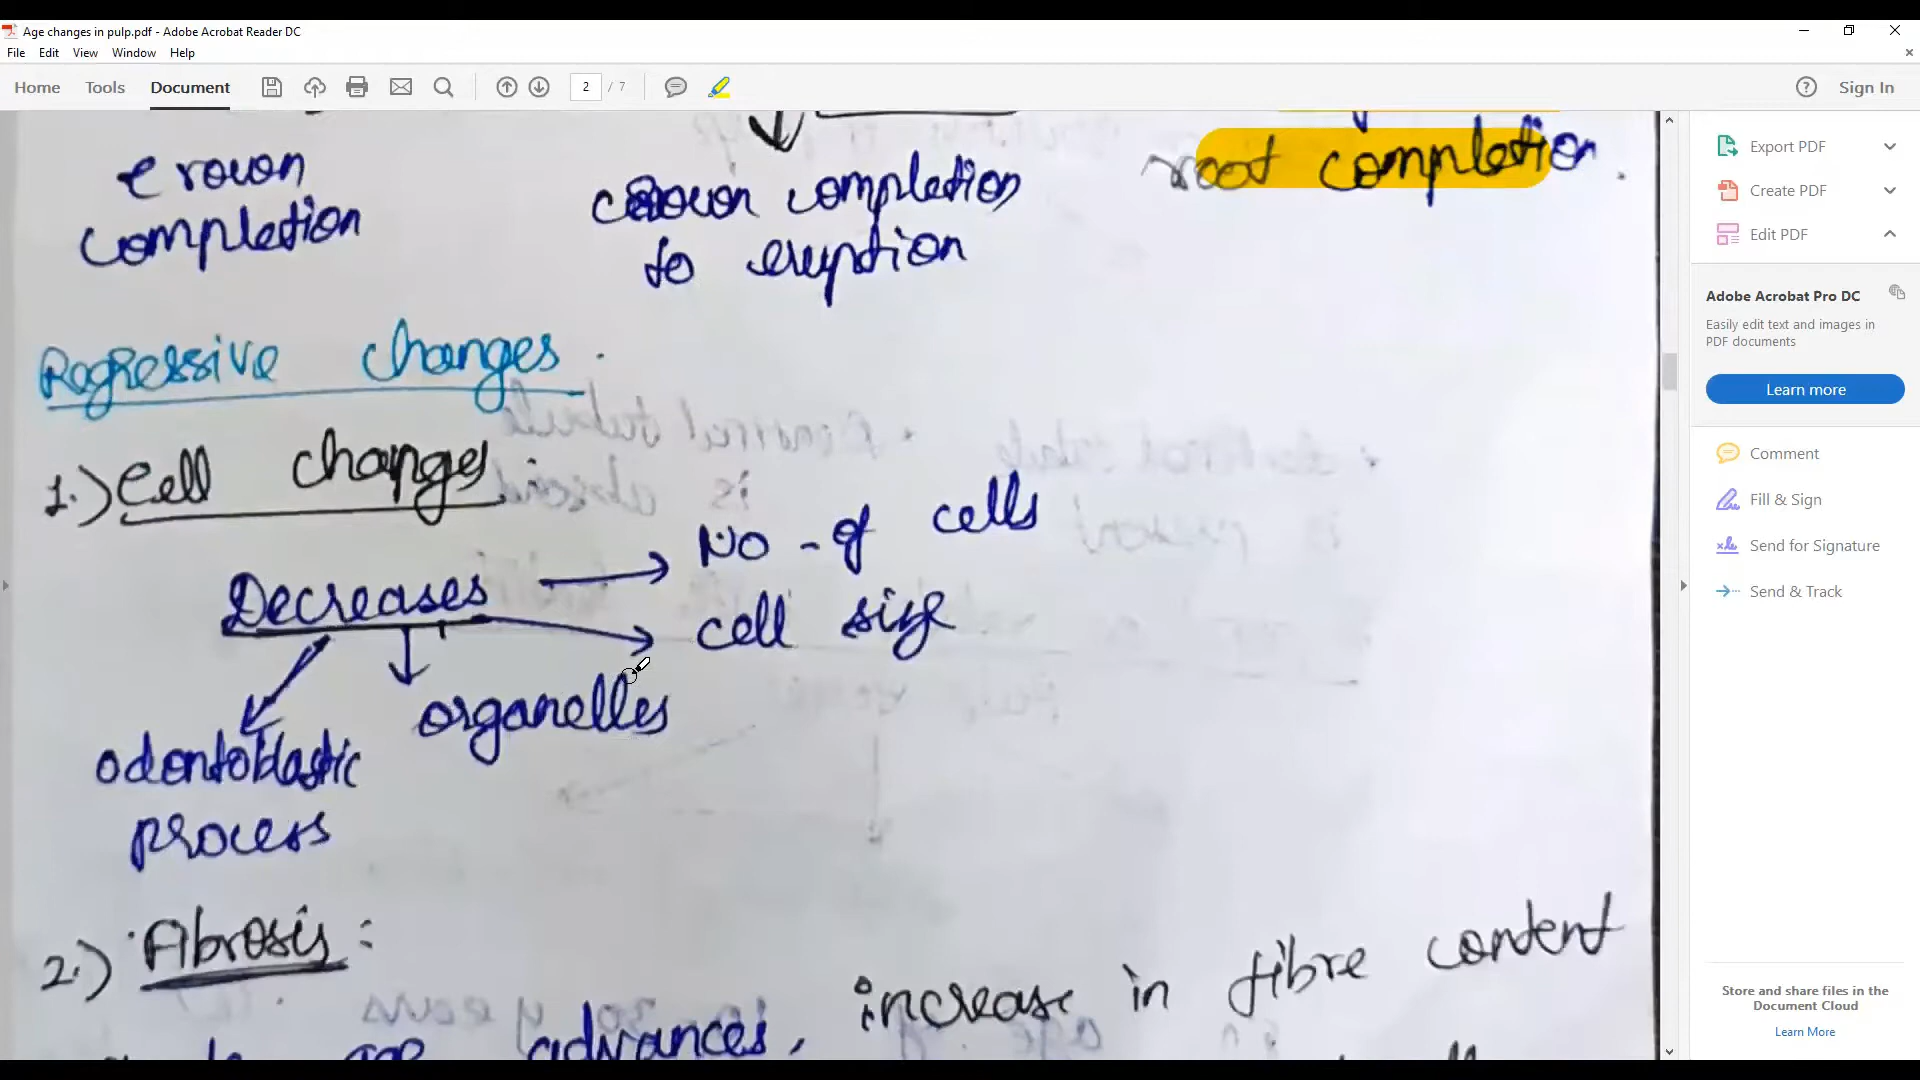 Age changes in pulp.pdf - Adobe Acrobat Reader DC
File Edit View Window Help
Home Tools Document 2 / 7 Sign In
crown completion
crown completion to eruption
root completion.
Regressive changes.
1.) Cell changes
Decreases
No - of cells
cell size
organelles
odontoblastic
process
2.) Fibrosis :
advances, increase in fibre content
Export PDF
Create PDF
Edit PDF
Adobe Acrobat Pro DC
Easily edit text and images in
PDF documents
Learn more
Comment
Fill & Sign
Send for Signature
Send & Track
Store and share files in the
Document Cloud
Learn More